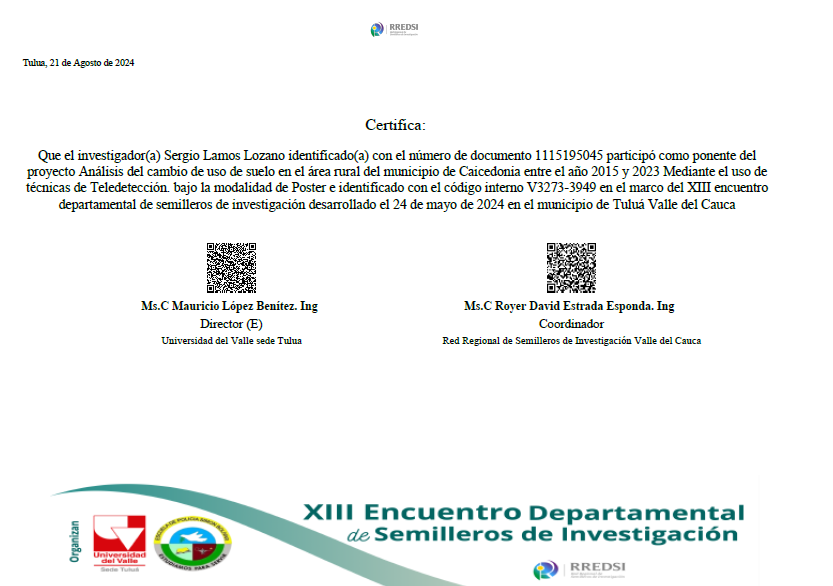 RREDSI
Tulua, 21 de Agosto de 2024
Certifica:
Que el investigador(a) Sergio Lamos Lozano identificado(a) con el número de documento 1115195045 participó como ponente del
proyecto Análisis del cambio de uso de suelo en el área rural del municipio de Caicedonia entre el año 2015 y 2023 Mediante el uso de
técnicas de Teledetección. bajo la modalidad de Poster e identificado con el código interno V3273-3949 en el marco del XIII encuentro
departamental de semilleros de investigación desarrollado el 24 de mayo de 2024 en el municipio de Tuluá Valle del Cauca
Ms.C Mauricio López Benítez. Ing
Director (E)
Universidad del Valle sede Tulua
Ms.C Royer David Estrada Esponda. Ing
Coordinador
Red Regional de Semilleros de Investigación Valle del Cauca
Organizan
Universidad
del Valle
Sede Tuluá
ESCUELA DE POLICIA SIMON BOLIVAR
ESTUDIAMOS PARA SERVIR
XIII Encuentro Departamental
de Semilleros de Investigación
RREDSI